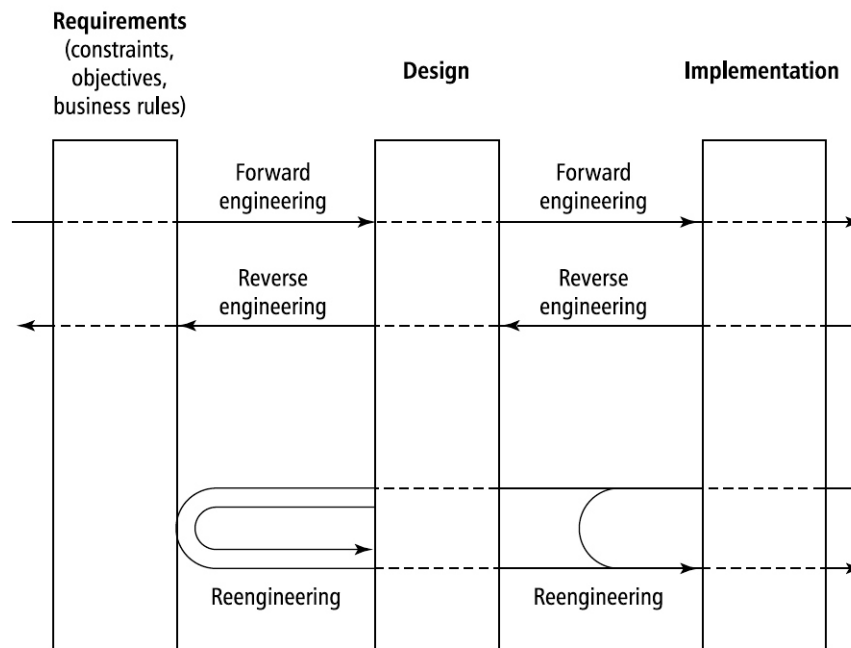 Requirements
(constraints,
objectives,
business rules)
Design
Implementation
Forward
engineering
Forward
engineering
Reverse
engineering
Reverse
engineering
Reengineering
Reengineering